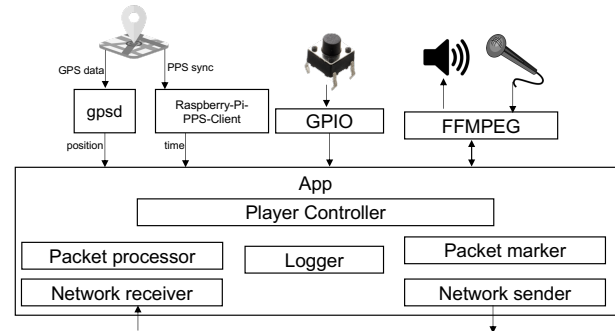 GPS data
PPS sync
gpsd
Raspberry-Pi-
PPS-Client
GPIO
FFMPEG
position
time
App
Player Controller
Packet processor
Logger
Packet marker
Network receiver
Network sender